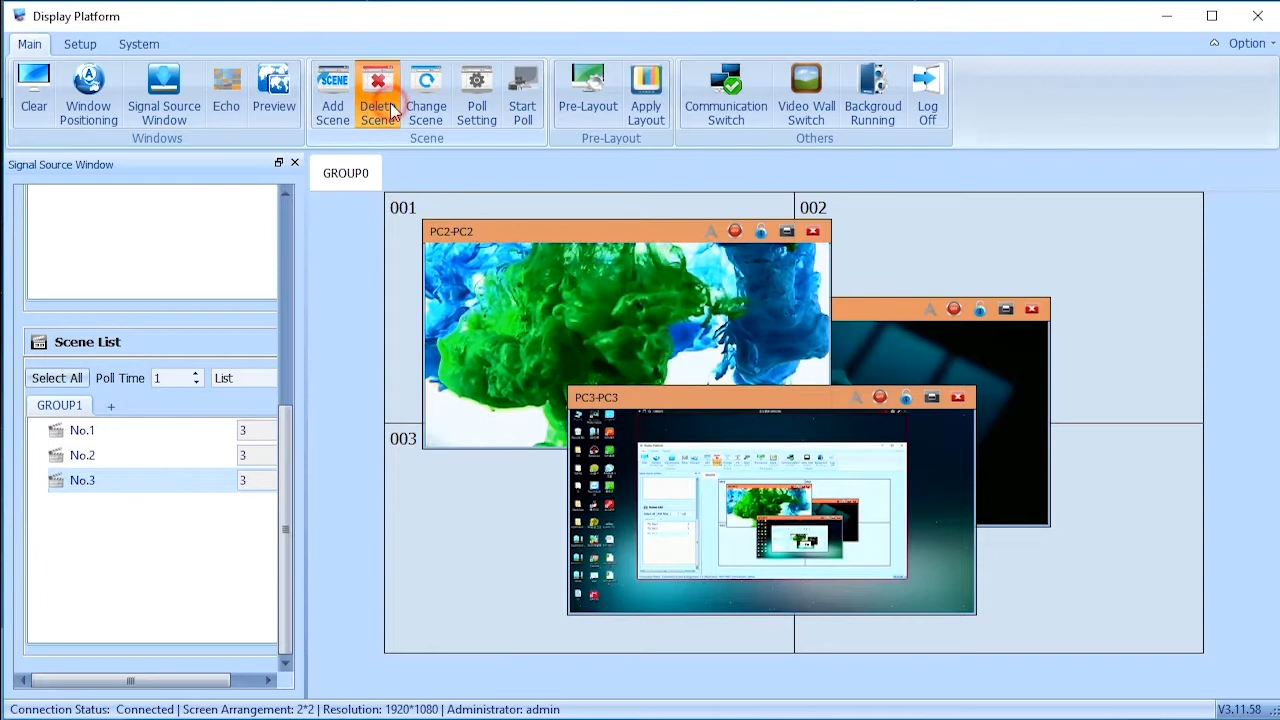 Display Platform
Main
Setup
System
Option
Clear
Window
Positioning
Signal Source
Window
Echo
Preview
Windows
SCENE
Add
Scene
Delete
Scene
Change
Scene
Poll
Setting
Start
Poll
Scene
Pre-Layout
Apply
Layout
Pre-Layout
Communication
Switch
Video Wall
Switch
Backgroud
Running
Log
Off
Others
Signal Source Window
GROUP0
001
002
PC2-PC2
PC3-PC3
003
Scene List
Select All
Poll Time
1
List
GROUP1
+
No.1
3
No.2
3
No.3
3
Connection Status: Connected | Screen Arrangement: 2*2 | Resolution: 1920*1080 | Administrator: admin
V3.11.58